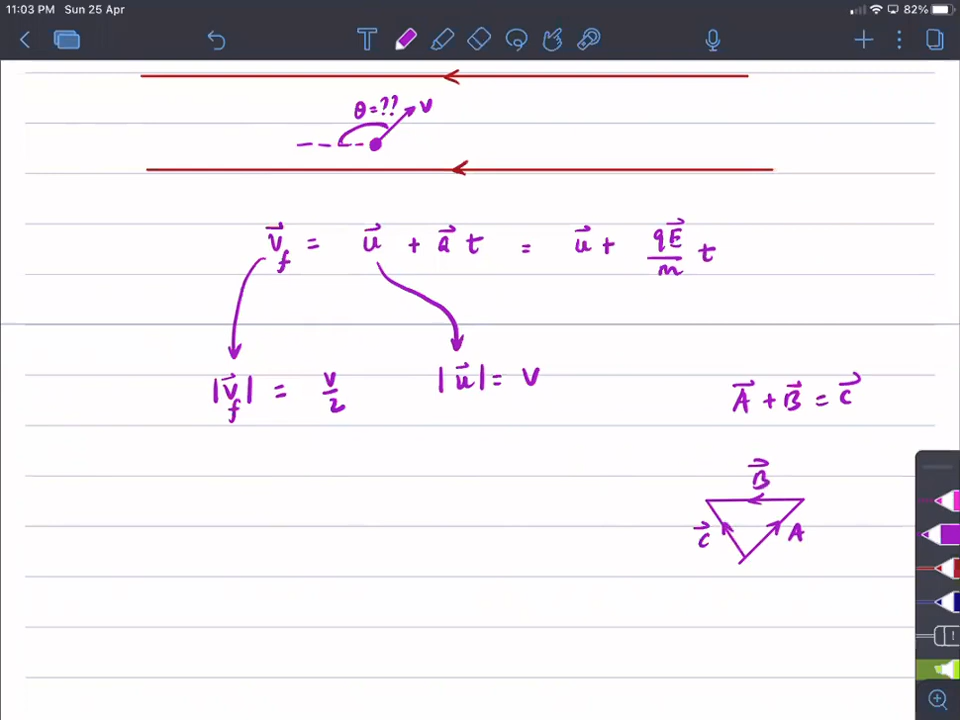 11:03 PM Sun 25 Apr 82%
θ=?? v
v⃗f = u⃗ + a⃗ t = u⃗ + qE⃗/m t
|v⃗f| = v/2 |u⃗| = v
A⃗ + B⃗ = C⃗
B⃗
C⃗ A